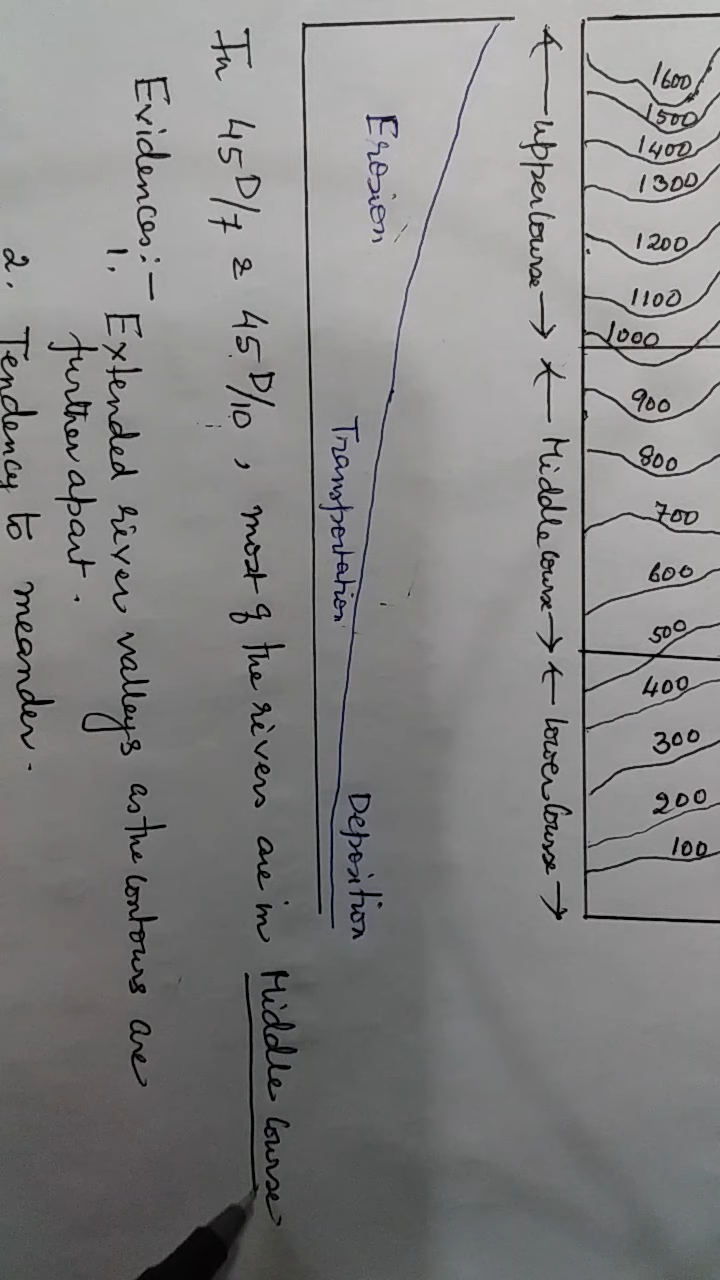 1600 1500 1400 1300 1200 1100 1000 900 800 700 600 500 400 300 200 100
Upper Course Middle Course Lower Course
Erosion Transportation Deposition
In 45D/7 & 45D/10, most of the rivers are in Middle Course
Evidences:-
1. Extended river valleys as the contours are
further apart.
2. Tendency to meander.